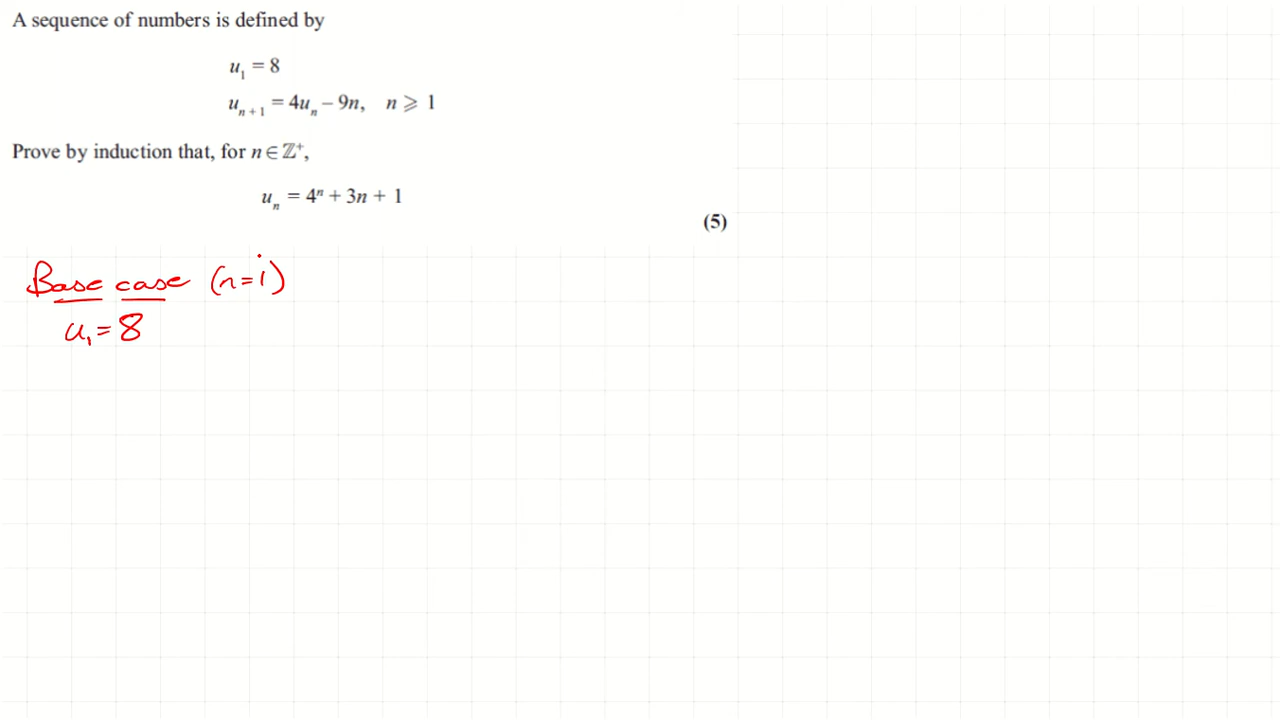 A sequence of numbers is defined by
u₁ = 8
uₙ₊₁ = 4uₙ – 9n,   n ⩾ 1
Prove by induction that, for n ∈ ℤ⁺,
uₙ = 4ⁿ + 3n + 1
(5)
Base case (n=1)
u₁ = 8